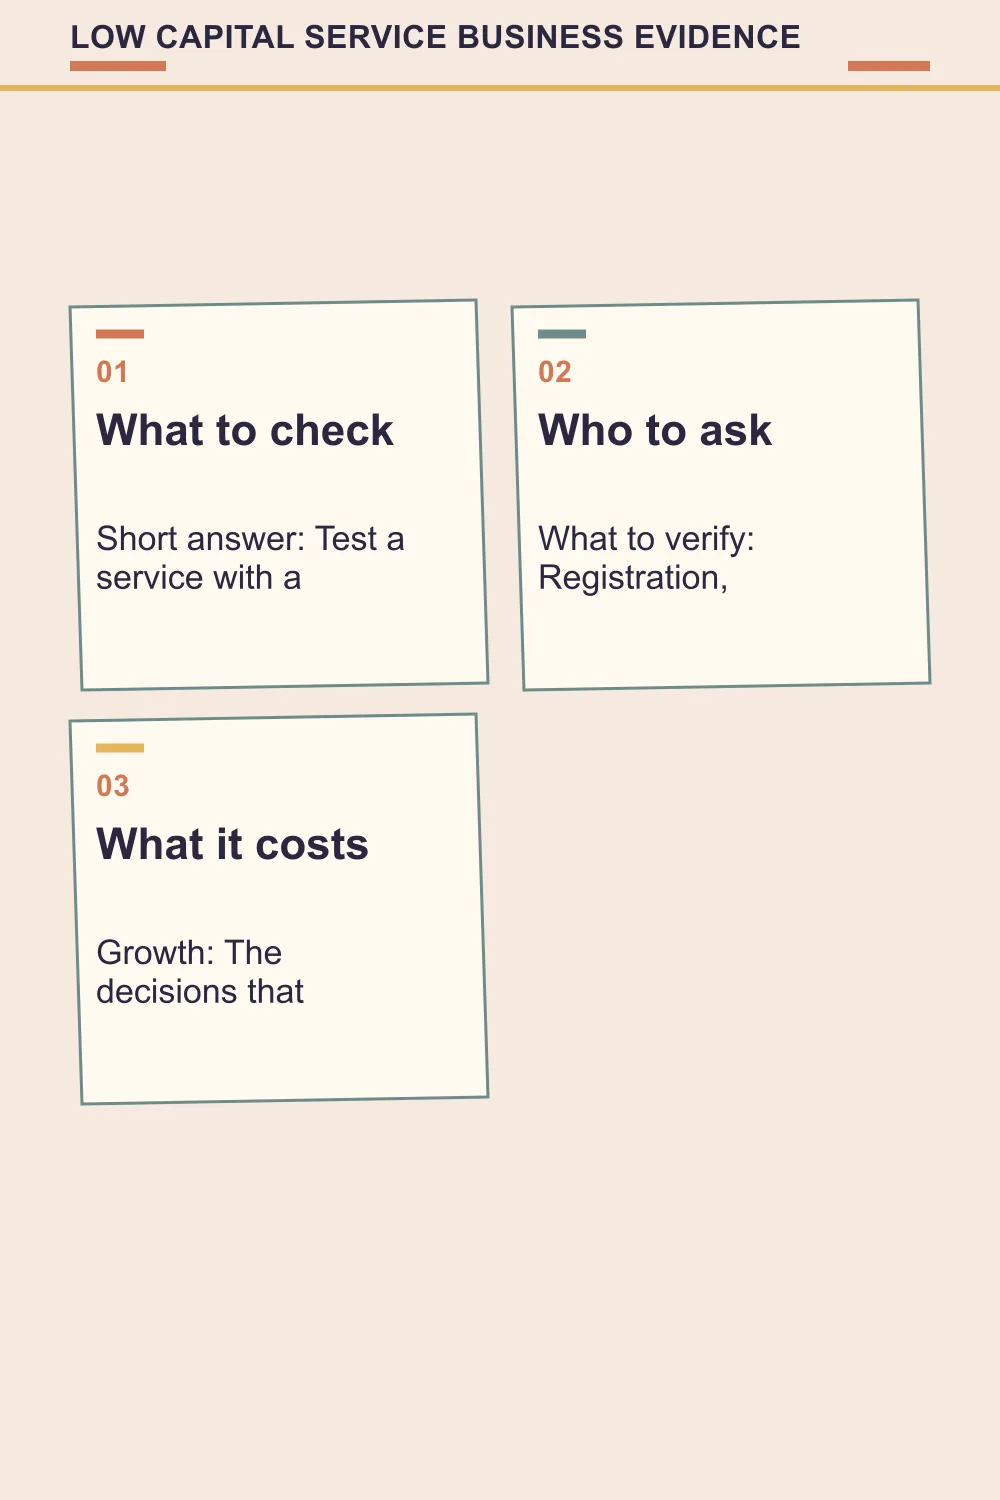 LOW CAPITAL SERVICE BUSINESS EVIDENCE
01
What to check
Short answer: Test a
service with a
02
Who to ask
What to verify:
Registration,
03
What it costs
Growth: The
decisions that